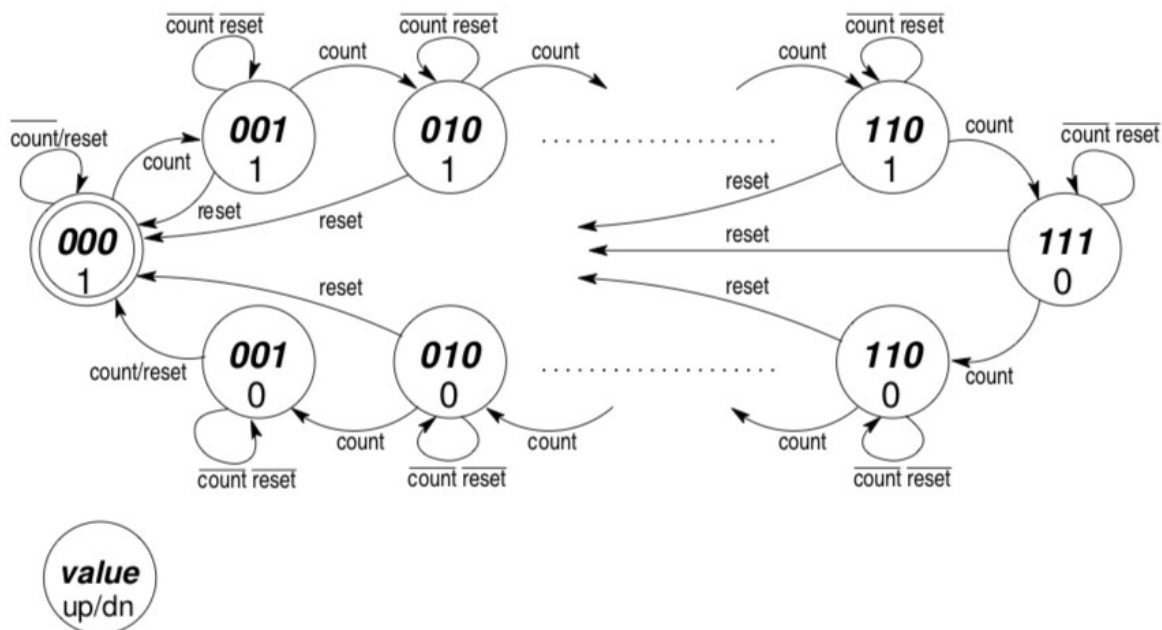 count reset
count reset
count
count
count
count reset
001
1
010
1
110
1
count
count reset
count/reset
count
reset
reset
reset
000
1
reset
111
0
reset
reset
001
0
010
0
110
0
count/reset
count
count
count
count
count reset
count reset
count reset
value
up/dn